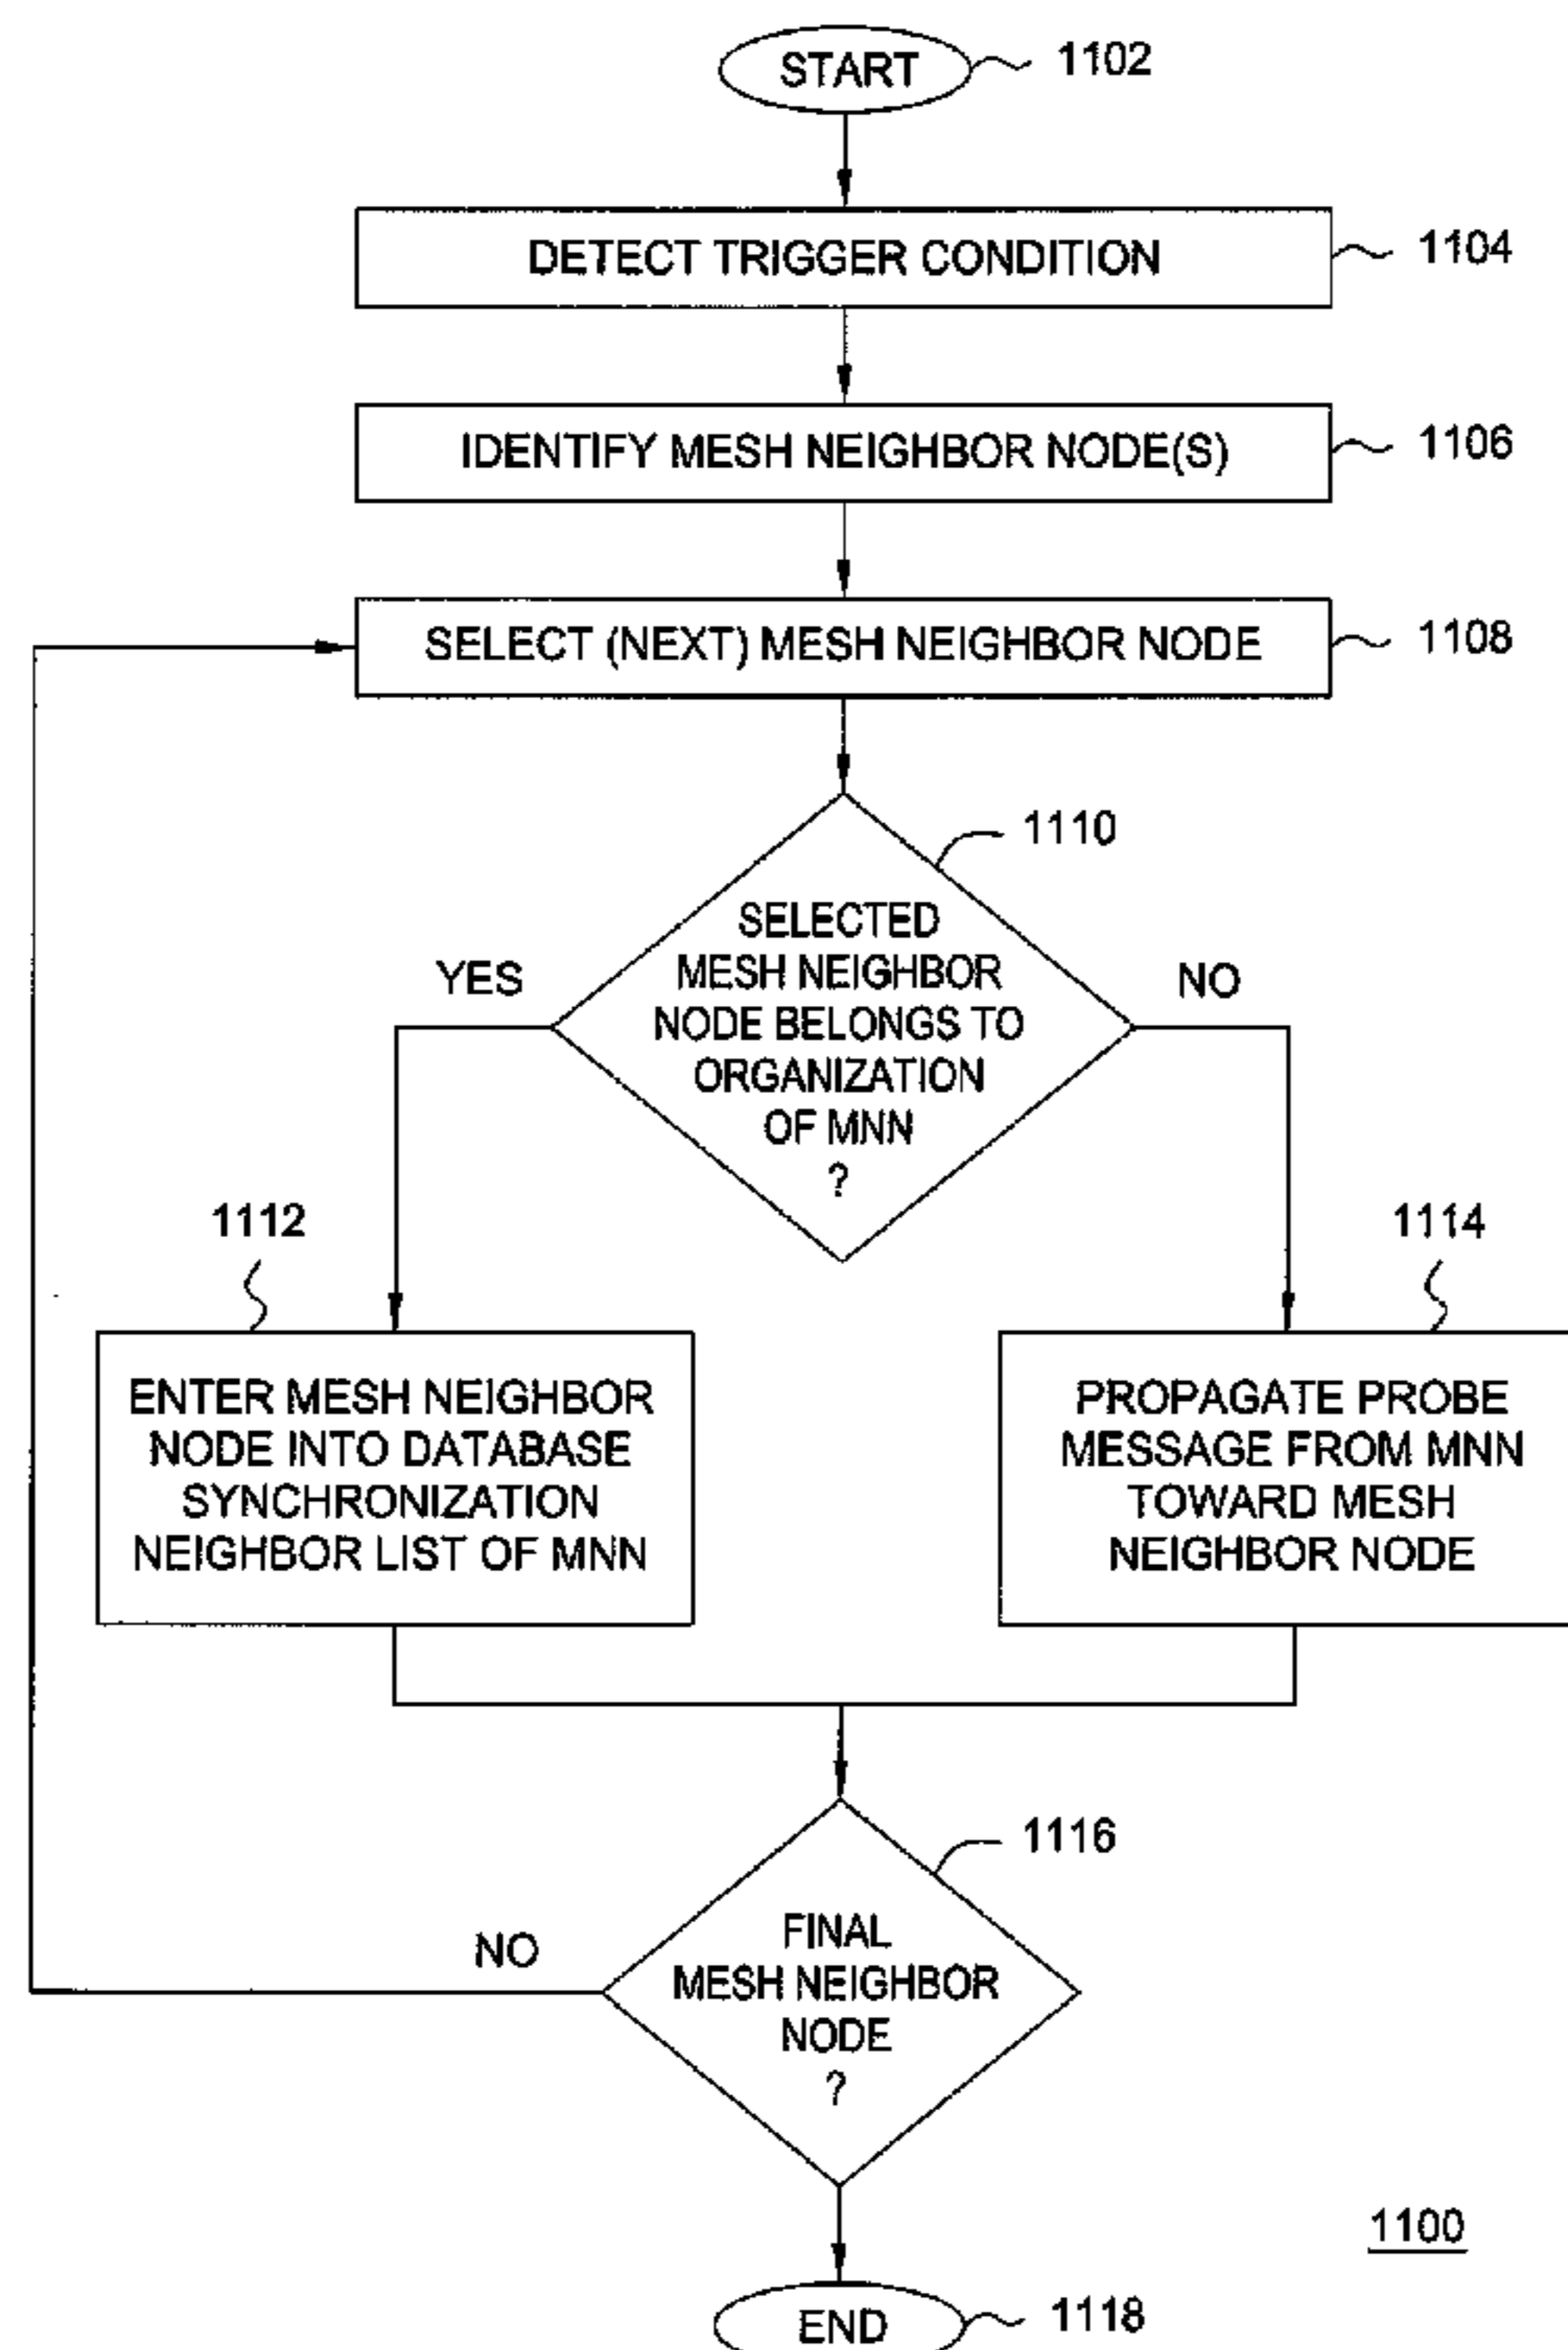 START
1102
DETECT TRIGGER CONDITION
1104
IDENTIFY MESH NEIGHBOR NODE(S)
1106
SELECT (NEXT) MESH NEIGHBOR NODE
1108
1110
SELECTED
MESH NEIGHBOR
NODE BELONGS TO
ORGANIZATION
OF MNN
?
YES
NO
1112
1114
ENTER MESH NEIGHBOR
NODE INTO DATABASE
SYNCHRONIZATION
NEIGHBOR LIST OF MNN
PROPAGATE PROBE
MESSAGE FROM MNN
TOWARD MESH
NEIGHBOR NODE
1116
FINAL
MESH NEIGHBOR
NODE
?
NO
1100
END
1118